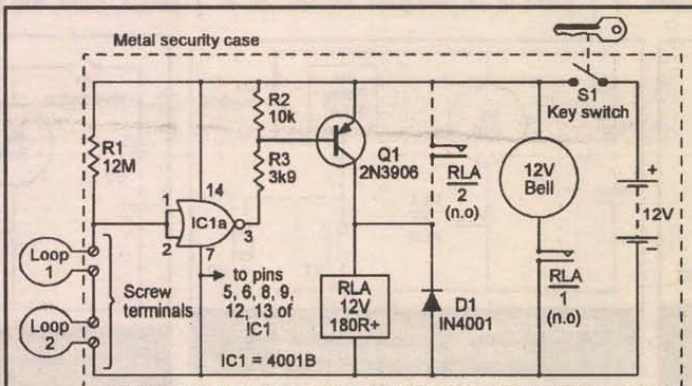 Metal security case
S1
Key switch
R1
12M
R2
10k
R3
3k9
Q1
2N3906
RLA
2
(n.o)
12V
Bell
+
12V
−
14
1
IC1a
3
2
7
to pins
5, 6, 8, 9,
12, 13 of
IC1
Loop
1
Loop
2
Screw
terminals
RLA
12V
180R+
D1
IN4001
RLA
1
(n.o)
IC1 = 4001B